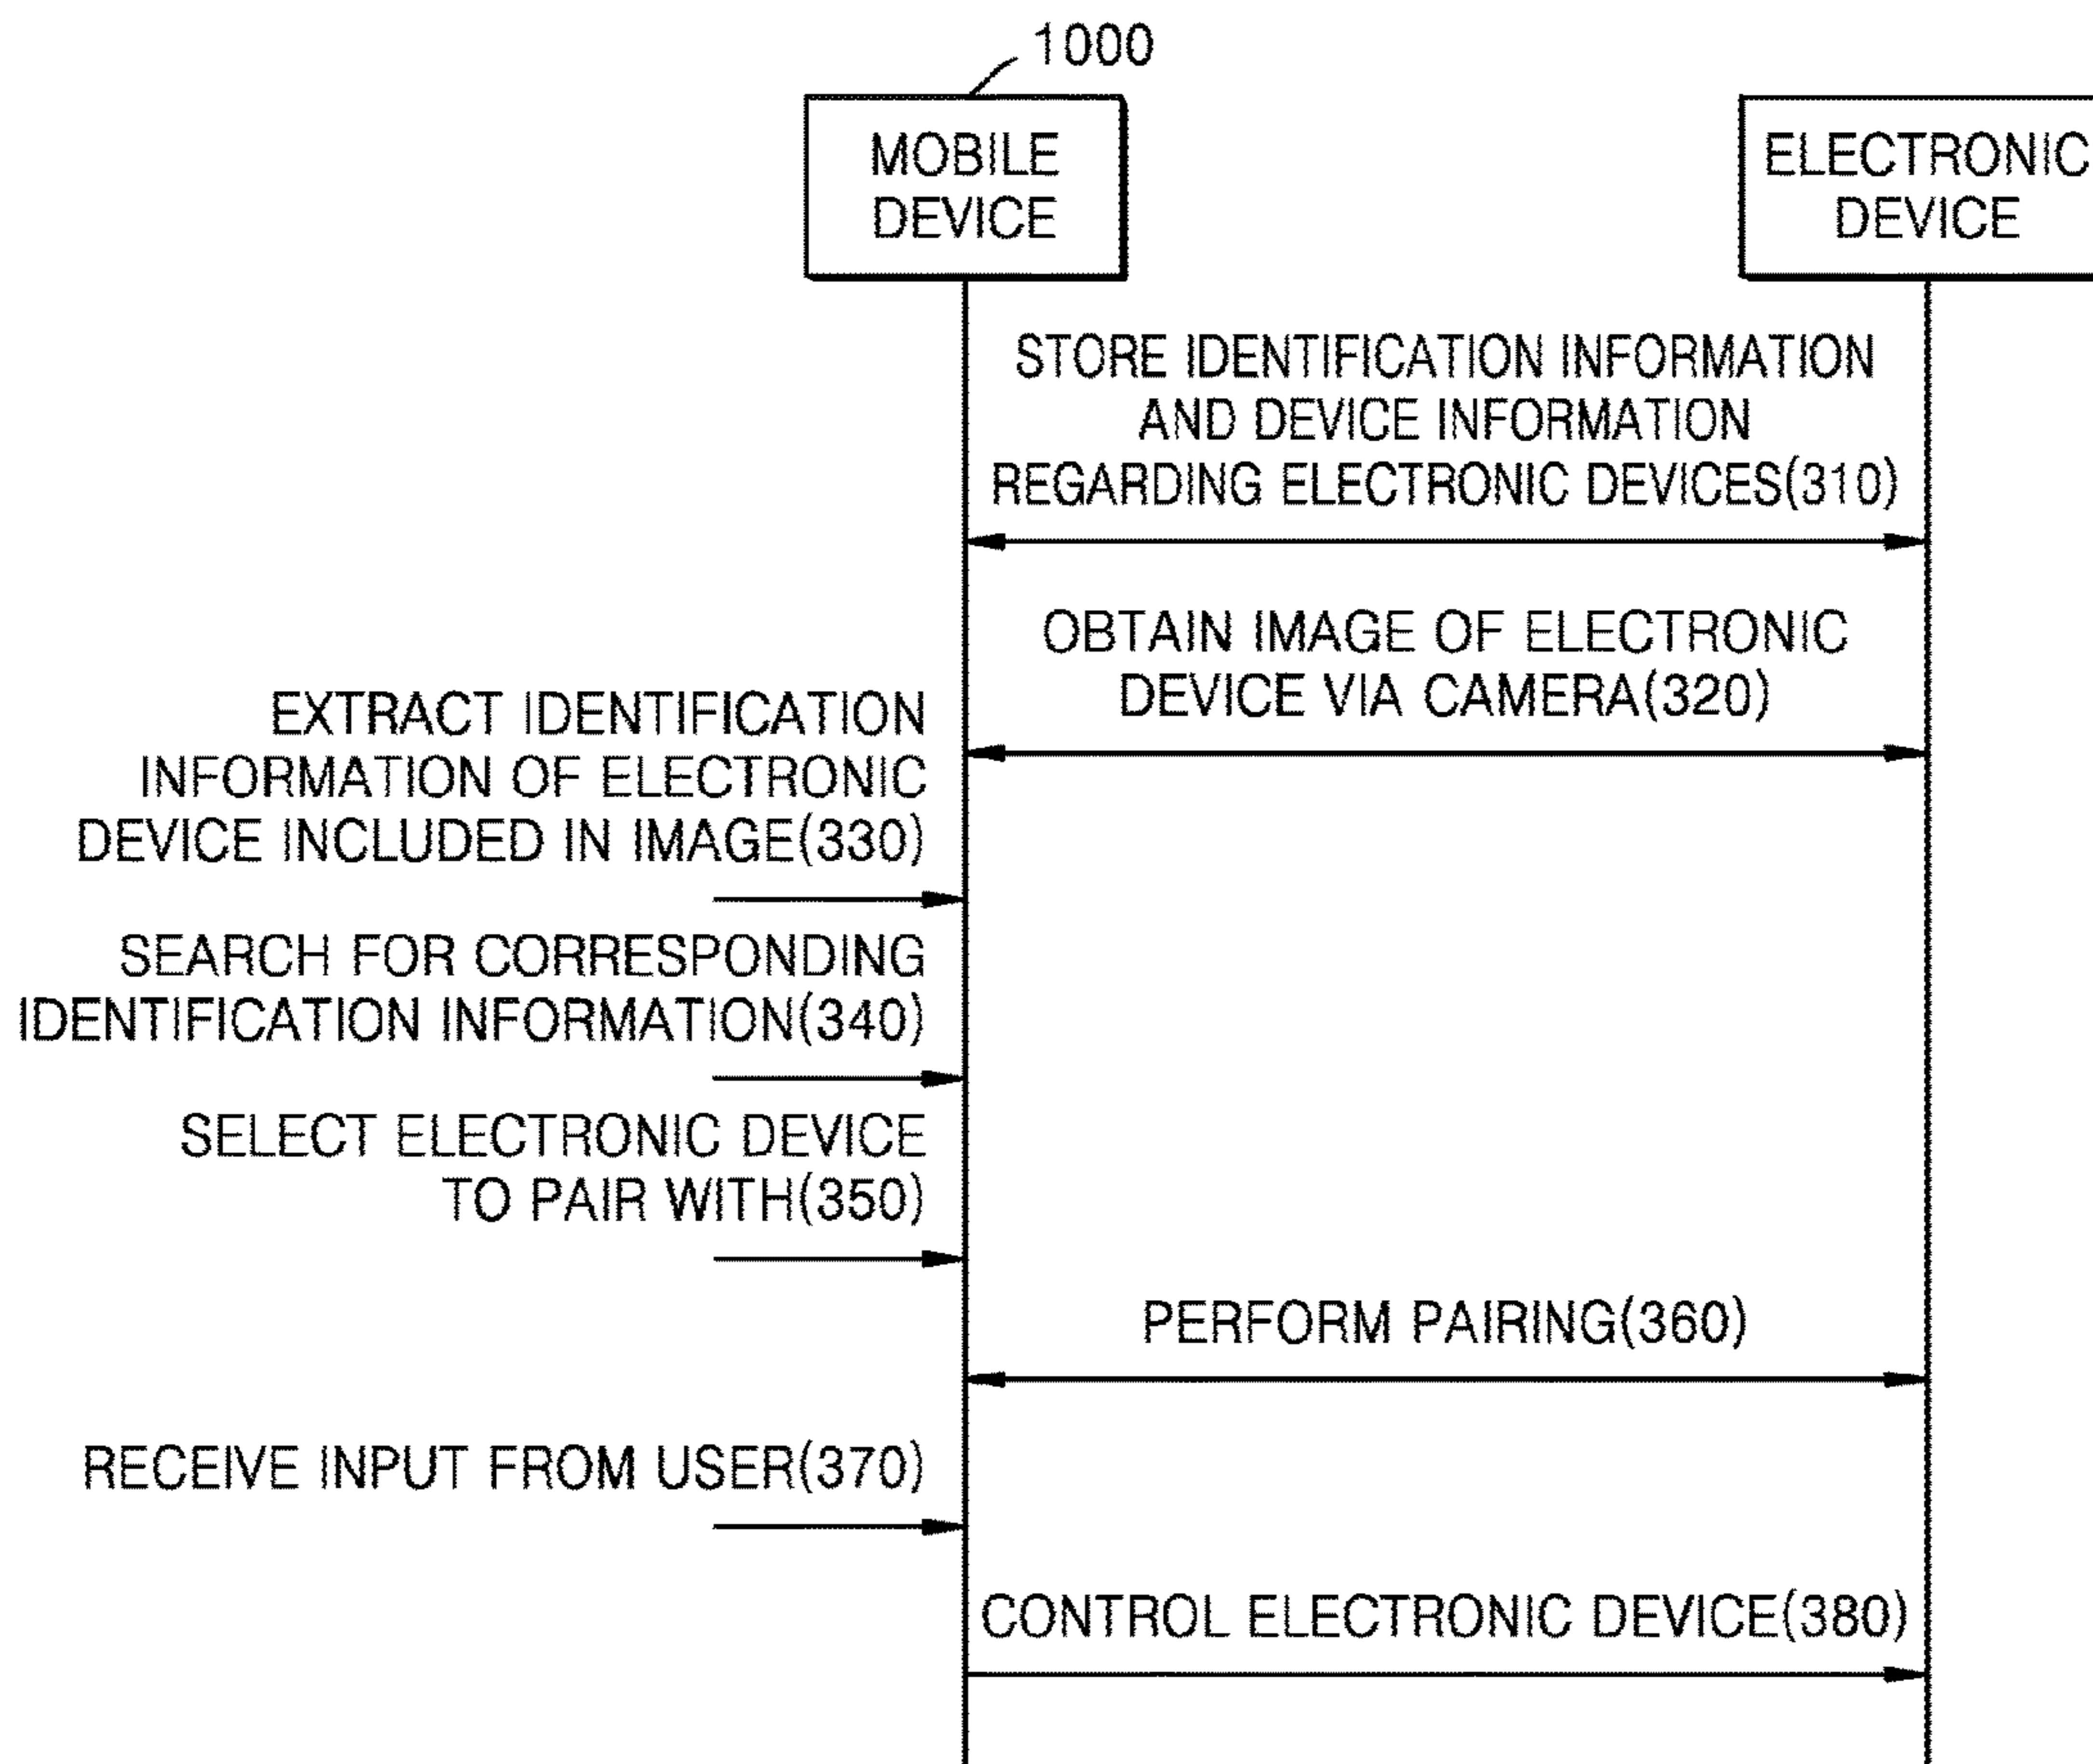 1000
MOBILE
DEVICE
ELECTRONIC
DEVICE
STORE IDENTIFICATION INFORMATION
AND DEVICE INFORMATION
REGARDING ELECTRONIC DEVICES(310)
OBTAIN IMAGE OF ELECTRONIC
DEVICE VIA CAMERA(320)
EXTRACT IDENTIFICATION
INFORMATION OF ELECTRONIC
DEVICE INCLUDED IN IMAGE(330)
SEARCH FOR CORRESPONDING
IDENTIFICATION INFORMATION(340)
SELECT ELECTRONIC DEVICE
TO PAIR WITH(350)
PERFORM PAIRING(360)
RECEIVE INPUT FROM USER(370)
CONTROL ELECTRONIC DEVICE(380)